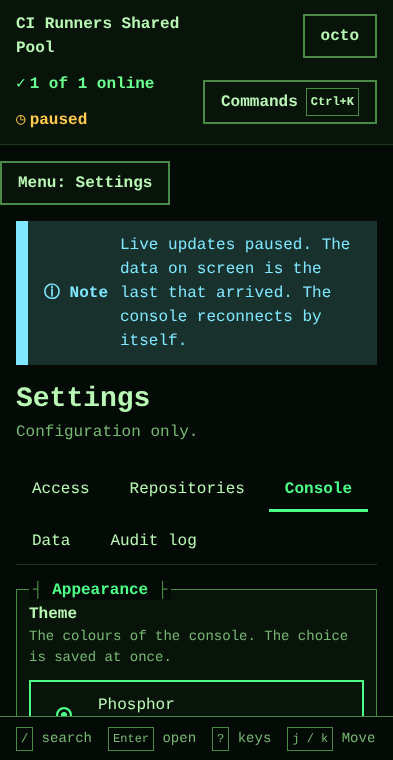 CI Runners Shared
Pool
octo
✓ 1 of 1 online
Commands Ctrl+K
◷ paused
Menu: Settings
ⓘ Note
Live updates paused. The
data on screen is the
last that arrived. The
console reconnects by
itself.
Settings
Configuration only.
Access Repositories Console
Data Audit log
┤ Appearance ├
Theme
The colours of the console. The choice
is saved at once.
Phosphor
/ search Enter open ? keys j / k Move